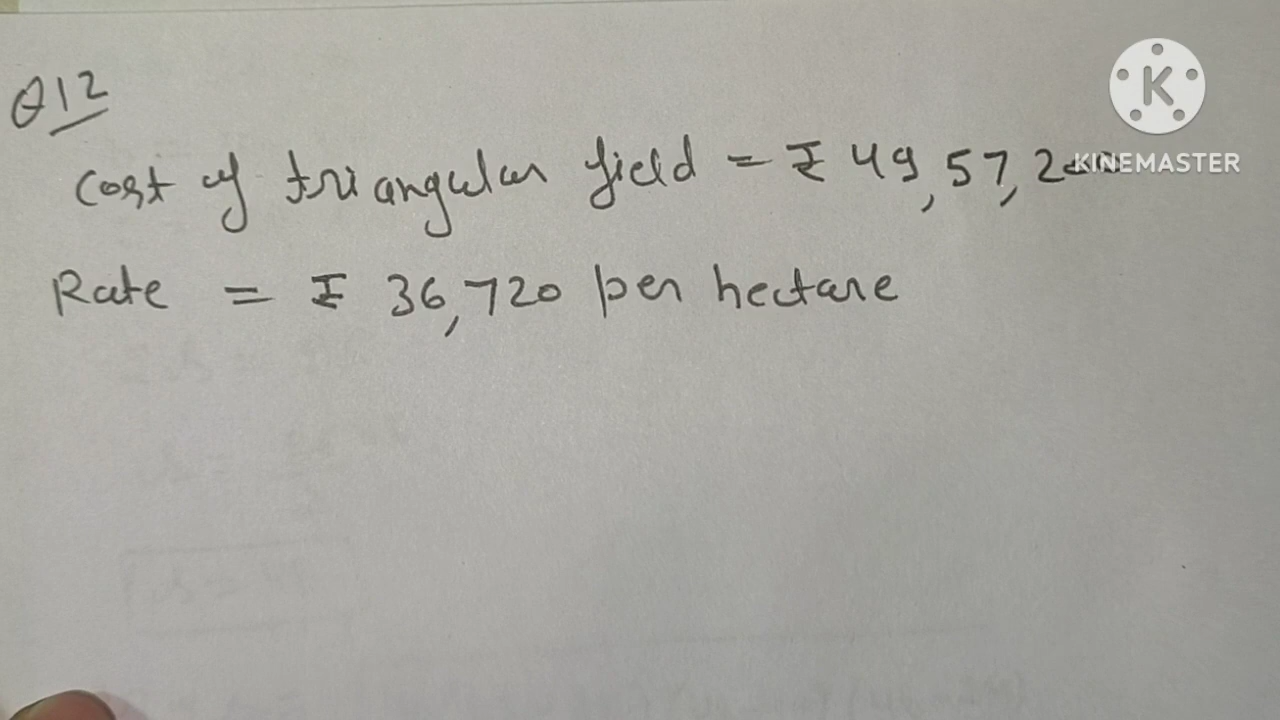 Q12
K
KINEMASTER
Cost of triangular field = ₹ 49,57,200
Rate = ₹ 36,720 per hectare